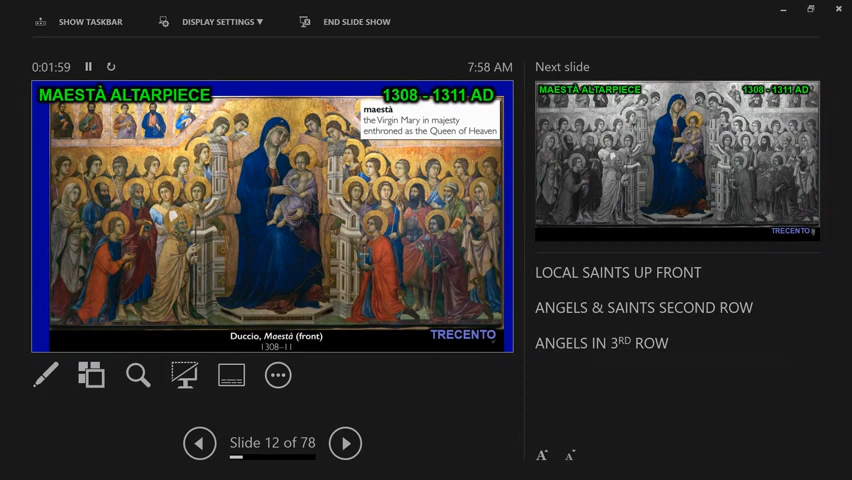 SHOW TASKBAR
DISPLAY SETTINGS ▼
END SLIDE SHOW
0:01:59
7:58 AM
MAESTÀ ALTARPIECE
1308 - 1311 AD
maestà
the Virgin Mary in majesty
enthroned as the Queen of Heaven
Duccio, Maestà (front)
1308–11
TRECENTO
Slide 12 of 78
Next slide
MAESTÀ ALTARPIECE
1308 - 1311 AD
TRECENTO
LOCAL SAINTS UP FRONT
ANGELS & SAINTS SECOND ROW
ANGELS IN 3RD ROW
A A